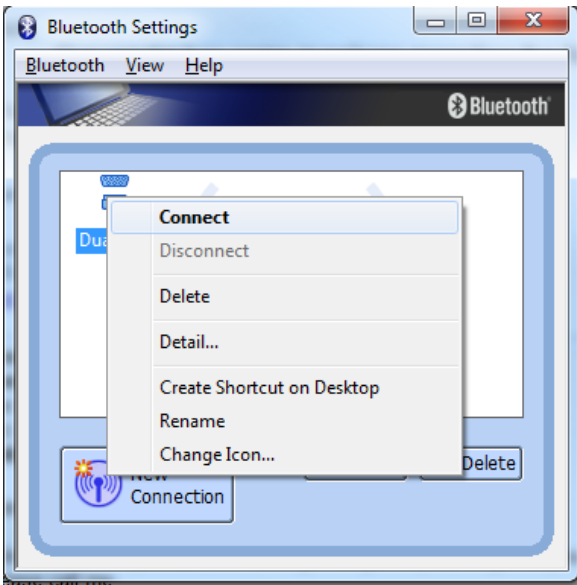 Bluetooth Settings
Bluetooth View Help
Bluetooth
Dua
Connect
Disconnect
Delete
Detail...
Create Shortcut on Desktop
Rename
Change Icon...
New
Connection
Delete